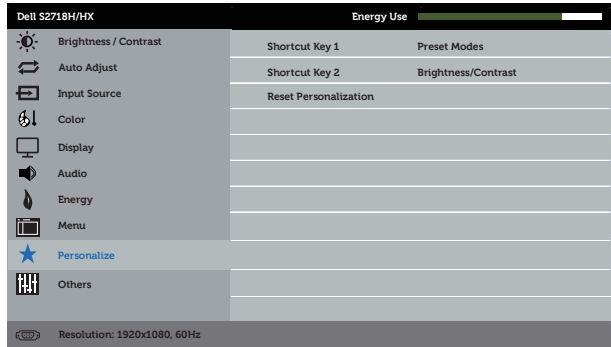 Dell S2718H/HX Energy Use
Brightness / Contrast
Auto Adjust
Input Source
Color
Display
Audio
Energy
Menu
Personalize
Others
Shortcut Key 1 Preset Modes
Shortcut Key 2 Brightness/Contrast
Reset Personalization
Resolution: 1920x1080, 60Hz